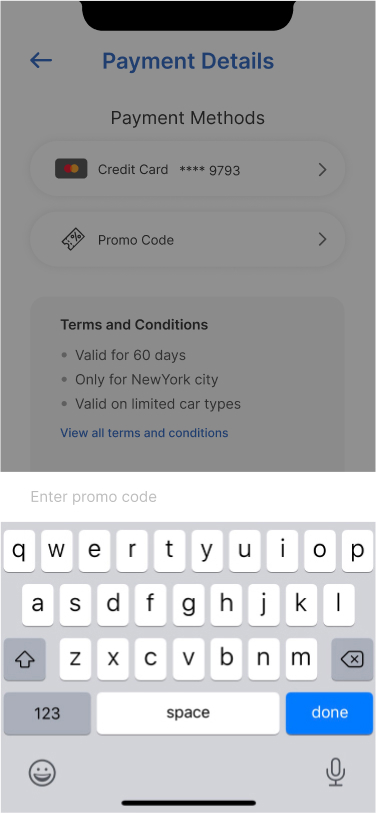 Payment Details
Payment Methods
Credit Card **** 9793
Promo Code
Terms and Conditions
Valid for 60 days
Only for NewYork city
Valid on limited car types
View all terms and conditions
Enter promo code
q w e r t y u i o p
a s d f g h j k l
z x c v b n m
123 space done